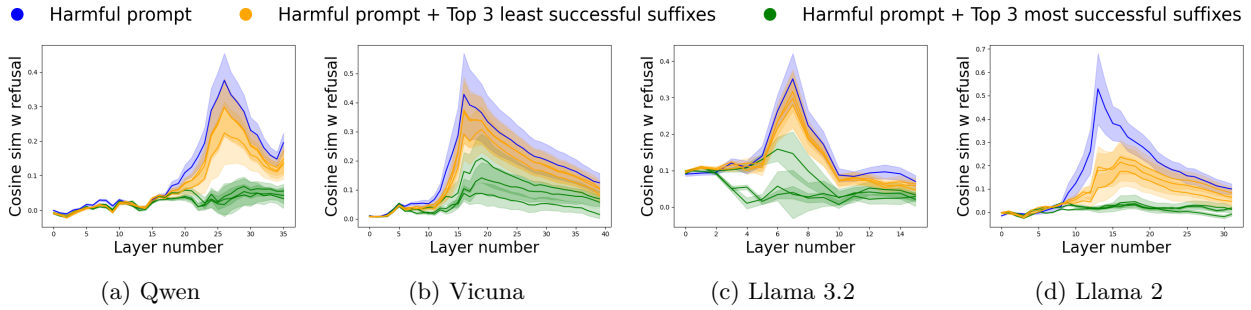 Harmful prompt
Harmful prompt + Top 3 least successful suffixes
Harmful prompt + Top 3 most successful suffixes
Cosine sim w refusal
0.4
0.3
0.2
0.1
0.0
0 5 10 15 20 25 30 35
Layer number
(a) Qwen
Cosine sim w refusal
0.5
0.4
0.3
0.2
0.1
0.0
0 5 10 15 20 25 30 35 40
Layer number
(b) Vicuna
Cosine sim w refusal
0.4
0.3
0.2
0.1
0.0
0 2 4 6 8 10 12 14
Layer number
(c) Llama 3.2
Cosine sim w refusal
0.7
0.6
0.5
0.4
0.3
0.2
0.1
0.0
0 5 10 15 20 25 30
Layer number
(d) Llama 2